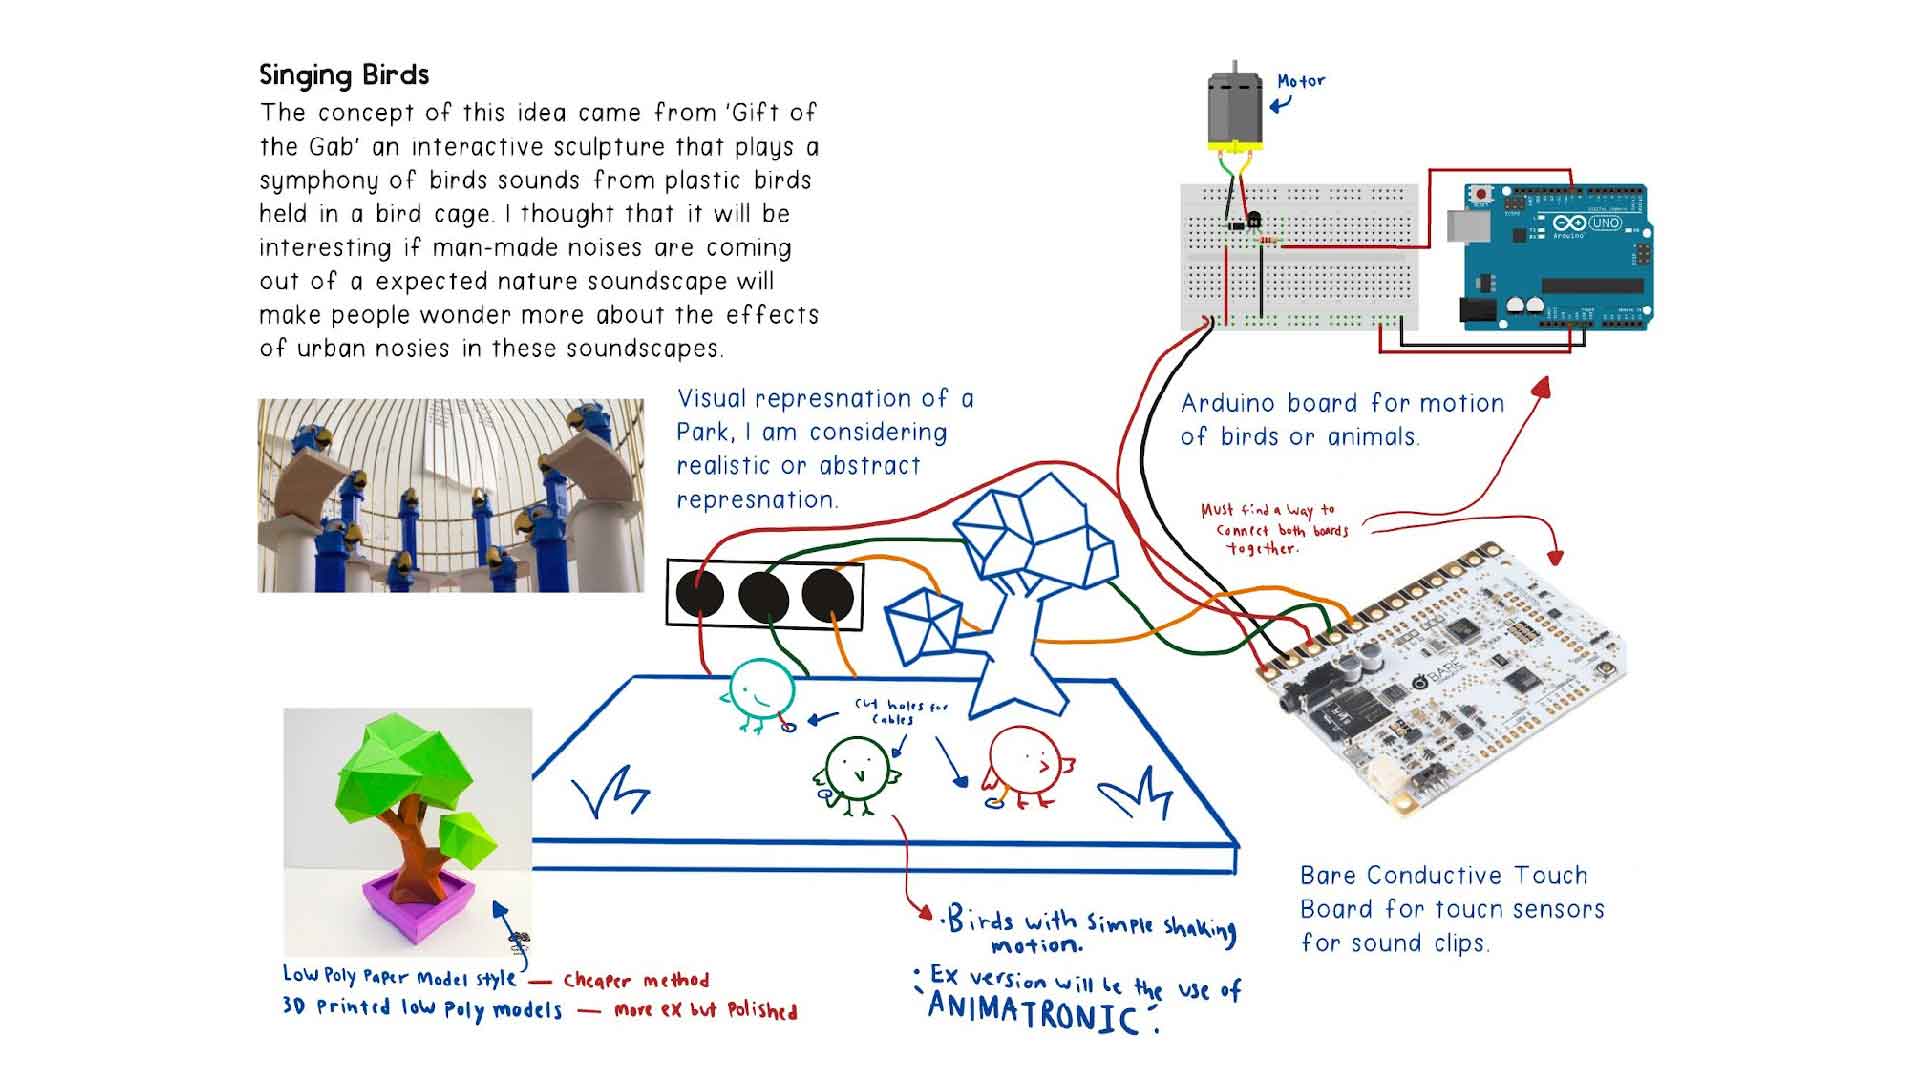 Singing Birds
The concept of this idea came from 'Gift of
the Gab' an interactive sculpture that plays a
symphony of birds sounds from plastic birds
held in a bird cage. I thought that it will be
interesting if man-made noises are coming
out of a expected nature soundscape will
make people wonder more about the effects
of urban nosies in these soundscapes.
Motor
UNO
Arduino
Visual represnation of a
Park, I am considering
realistic or abstract
represnation.
Arduino board for motion
of birds or animals.
Must find a way to
connect both boards
together.
BARE
Cut holes for
cables
Bare Conductive Touch
Board for toucn sensors
for sound clips.
• Birds with simple shaking
motion.
• Ex version will be the use of
"ANIMATRONIC".
Low Poly Paper Model style — cheaper method
3D Printed low Poly models — more ex but Polished